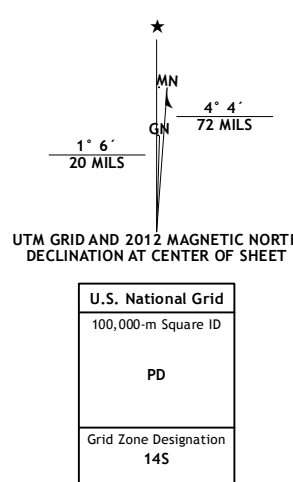 MN
4° 4´
72 MILS
GN
1° 6´
20 MILS
UTM GRID AND 2012 MAGNETIC NORTH
DECLINATION AT CENTER OF SHEET
U.S. National Grid
100,000-m Square ID
PD
Grid Zone Designation
14S